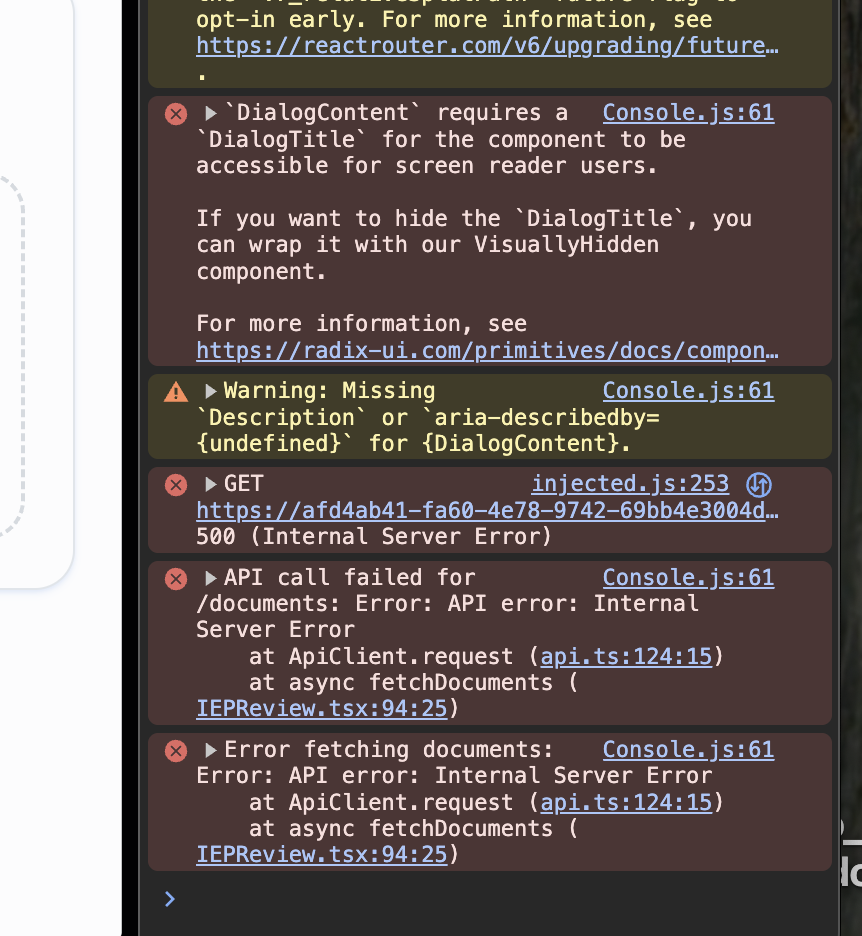 opt-in early. For more information, see
https://reactrouter.com/v6/upgrading/future…
.
▶`DialogContent` requires a Console.js:61
`DialogTitle` for the component to be
accessible for screen reader users.
If you want to hide the `DialogTitle`, you
can wrap it with our VisuallyHidden
component.
For more information, see
https://radix-ui.com/primitives/docs/compon…
▶Warning: Missing Console.js:61
`Description` or `aria-describedby=
{undefined}` for {DialogContent}.
▶GET injected.js:253
https://afd4ab41-fa60-4e78-9742-69bb4e3004d…
500 (Internal Server Error)
▶API call failed for Console.js:61
/documents: Error: API error: Internal
Server Error
at ApiClient.request (api.ts:124:15)
at async fetchDocuments (
IEPReview.tsx:94:25)
▶Error fetching documents: Console.js:61
Error: API error: Internal Server Error
at ApiClient.request (api.ts:124:15)
at async fetchDocuments (
IEPReview.tsx:94:25)
>